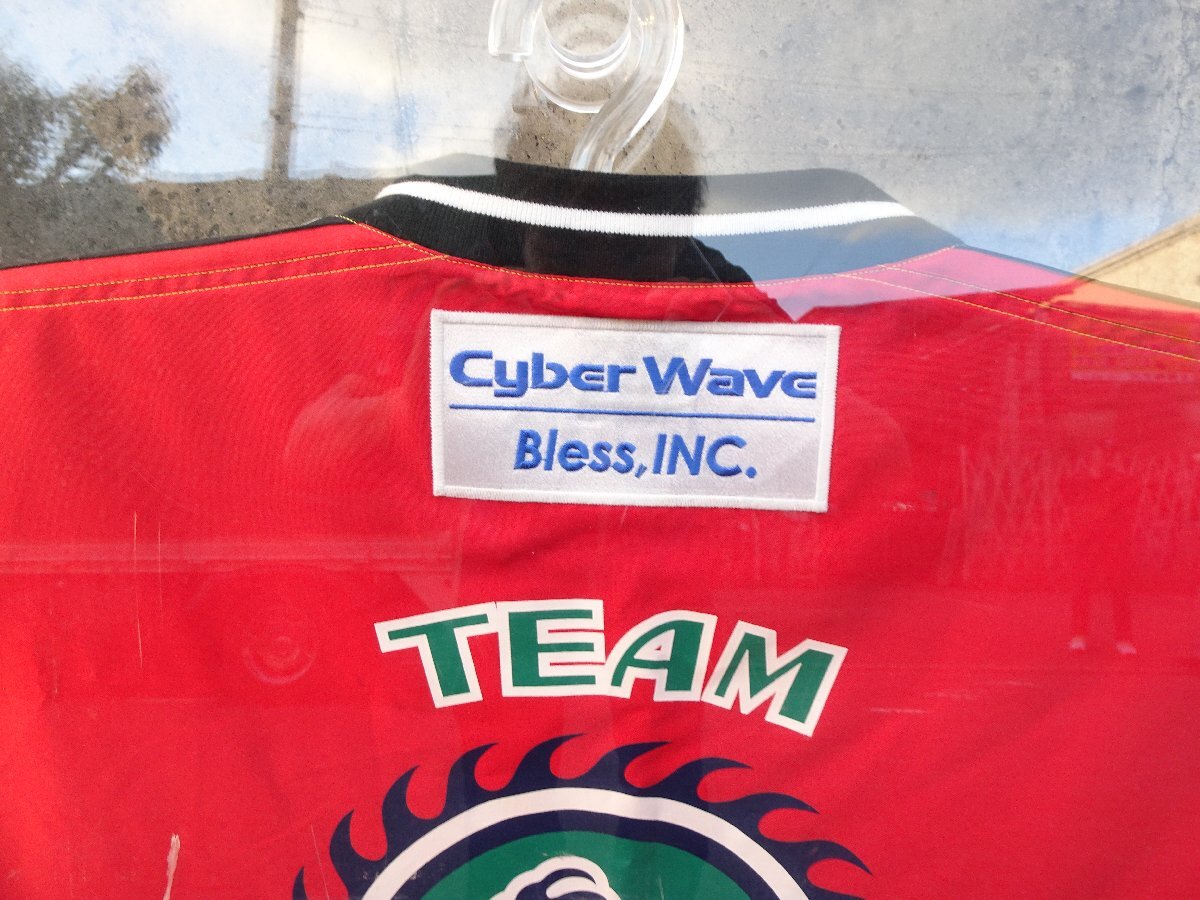 Cyber Wave
Bless, INC.
TEAM